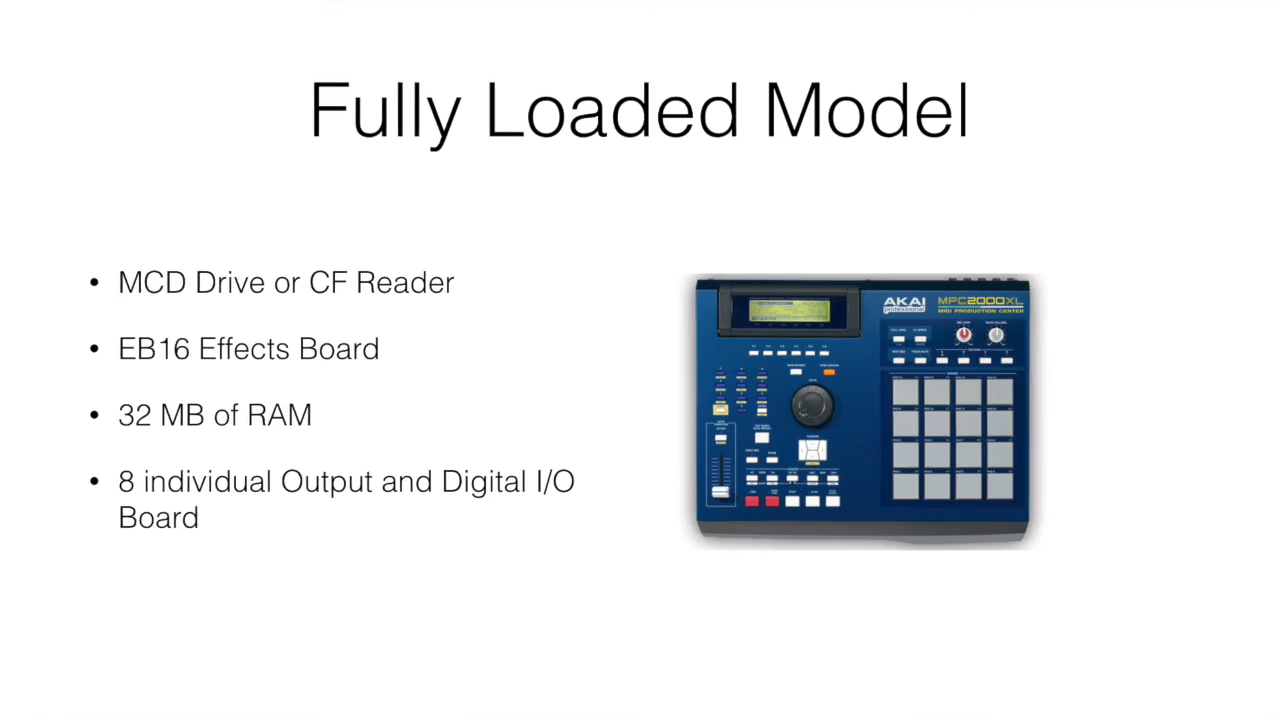 Fully Loaded Model
• MCD Drive or CF Reader
• EB16 Effects Board
• 32 MB of RAM
• 8 individual Output and Digital I/O
Board
AKAI
professional
MPC2000XL
MIDI PRODUCTION CENTER